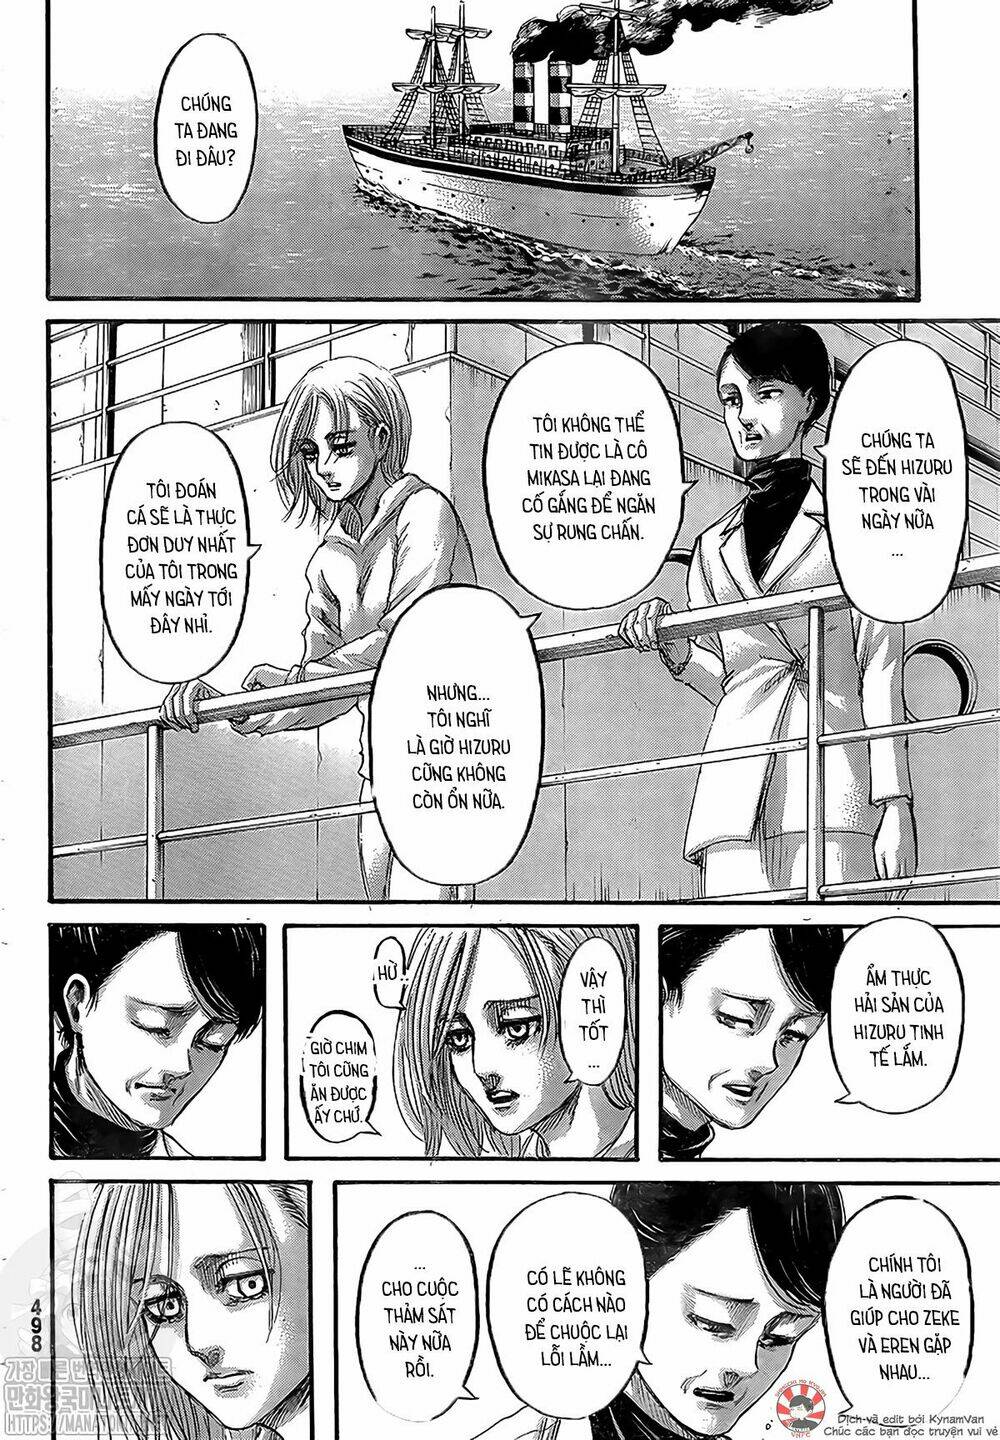 CHÚNG
TA ĐANG
ĐI ĐÂU?
CHÚNG TA
SẼ ĐẾN HIZURU
TRONG VÀI
NGÀY NỮA
...
TÔI KHÔNG THỂ
TIN ĐƯỢC LÀ CÔ
MIKASA LẠI ĐANG
CỐ GẮNG ĐỂ NGĂN
SỰ RUNG CHẤN.
TÔI ĐOÁN
CÁ SẼ LÀ THỰC
ĐƠN DUY NHẤT
CỦA TÔI TRONG
MẤY NGÀY TỚI
ĐÂY NHỈ.
NHƯNG...
TÔI NGHĨ
LÀ GIỜ HIZURU
CŨNG KHÔNG
CÒN ỔN NỮA.
ẨM THỰC
HẢI SẢN CỦA
HIZURU TINH
TẾ LẮM.
VẬY
THÌ
TỐT
...
HỪ..
GIỜ CHIM
TÔI CŨNG
ĂN ĐƯỢC
ẤY CHỨ.
CHÍNH TÔI
LÀ NGƯỜI ĐÃ
GIÚP CHO ZEKE
VÀ EREN GẶP
NHAU...
CÓ LẼ KHÔNG
CÓ CÁCH NÀO
ĐỂ CHUỘC LẠI
LỖI LẦM...
...
CHO CUỘC
THẢM SÁT
NÀY NỮA
RỒI.
498
Dịch và edit bởi KynamVan
Chúc các bạn đọc truyện vui vẻ